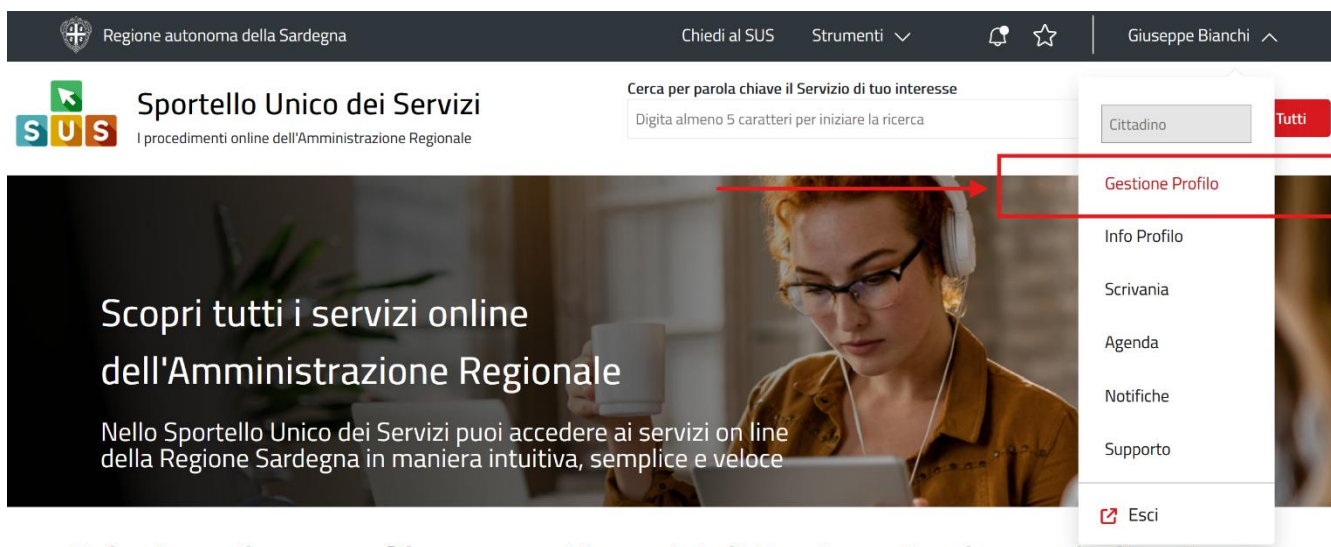 Regione autonoma della Sardegna
Chiedi al SUS
Strumenti
Giuseppe Bianchi
SUS
Sportello Unico dei Servizi
I procedimenti online dell'Amministrazione Regionale
Cerca per parola chiave il Servizio di tuo interesse
Digita almeno 5 caratteri per iniziare la ricerca
Tutti
Cittadino
Gestione Profilo
Info Profilo
Scrivania
Agenda
Notifiche
Supporto
Esci
Scopri tutti i servizi online
dell'Amministrazione Regionale
Nello Sportello Unico dei Servizi puoi accedere ai servizi on line
della Regione Sardegna in maniera intuitiva, semplice e veloce